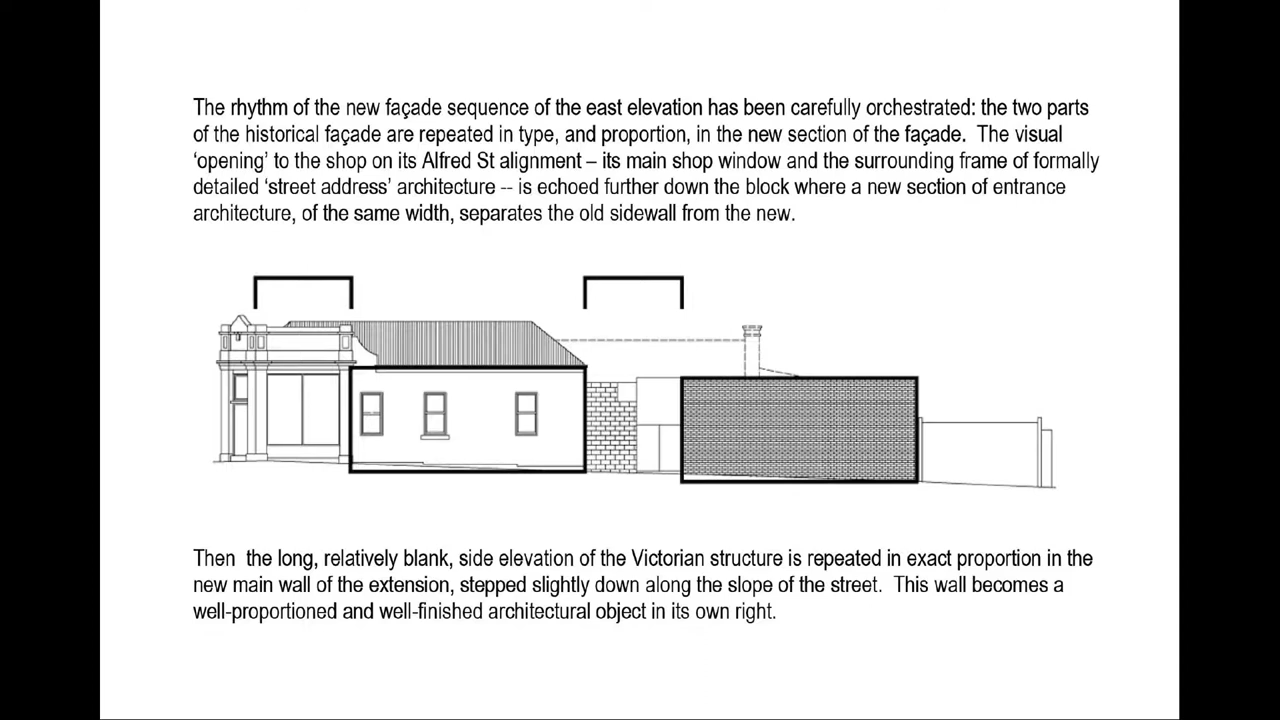 The rhythm of the new façade sequence of the east elevation has been carefully orchestrated: the two parts
of the historical façade are repeated in type, and proportion, in the new section of the façade.  The visual
‘opening’ to the shop on its Alfred St alignment – its main shop window and the surrounding frame of formally
detailed ‘street address’ architecture -- is echoed further down the block where a new section of entrance
architecture, of the same width, separates the old sidewall from the new.
Then  the long, relatively blank, side elevation of the Victorian structure is repeated in exact proportion in the
new main wall of the extension, stepped slightly down along the slope of the street.  This wall becomes a
well-proportioned and well-finished architectural object in its own right.